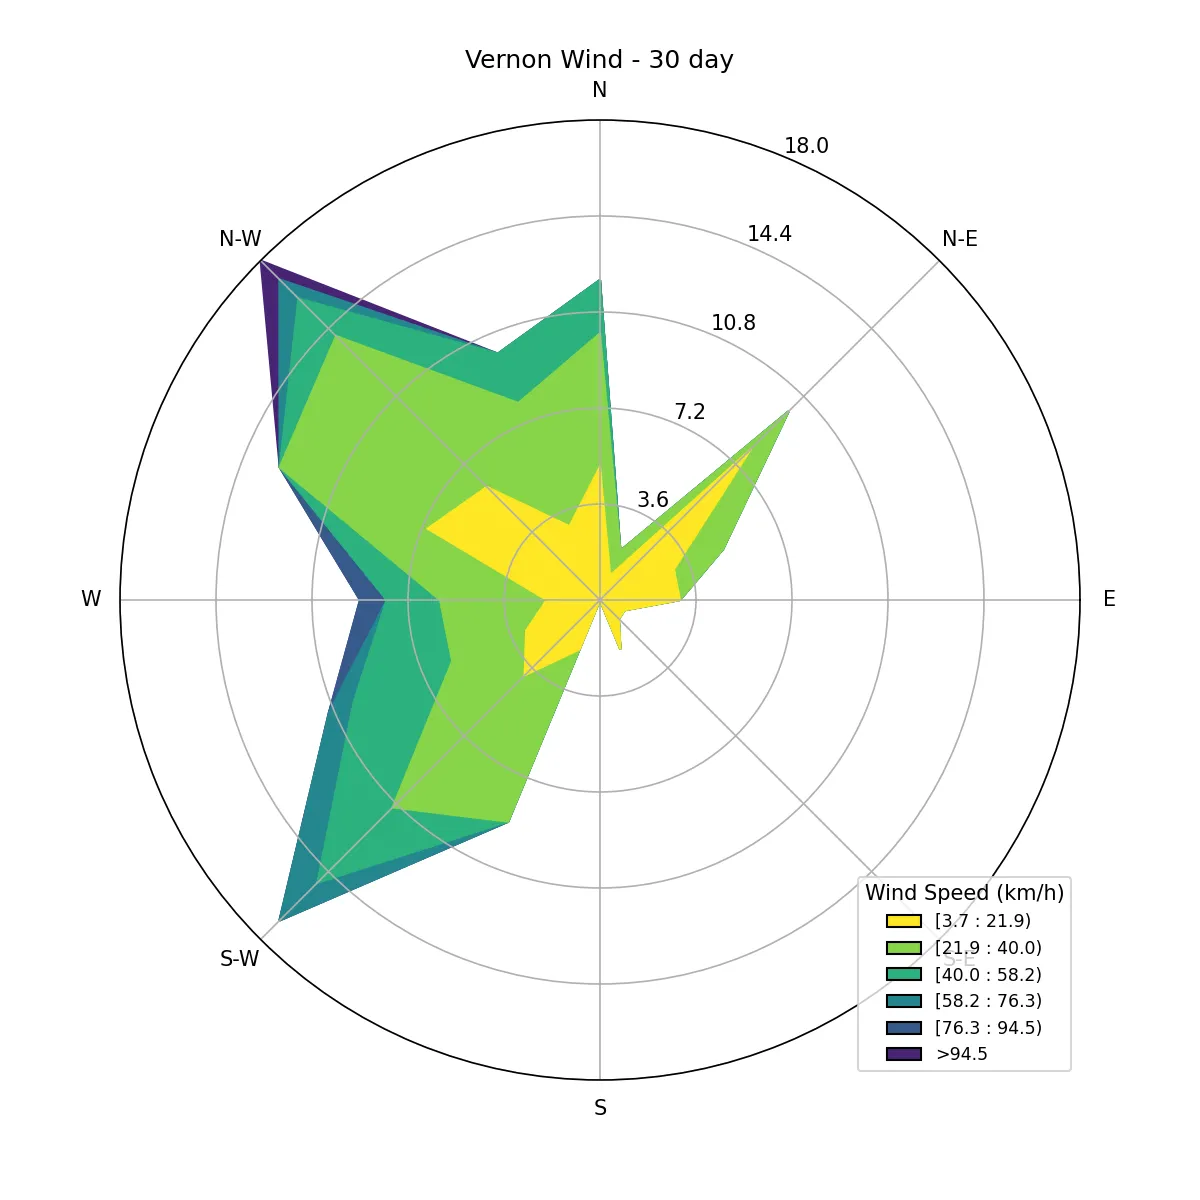 Vernon Wind - 30 day
N
18.0
N-W
14.4
N-E
10.8
7.2
3.6
W
E
S-W
S-E
Wind Speed (km/h)
[3.7 : 21.9)
[21.9 : 40.0)
[40.0 : 58.2)
[58.2 : 76.3)
[76.3 : 94.5)
>94.5
S